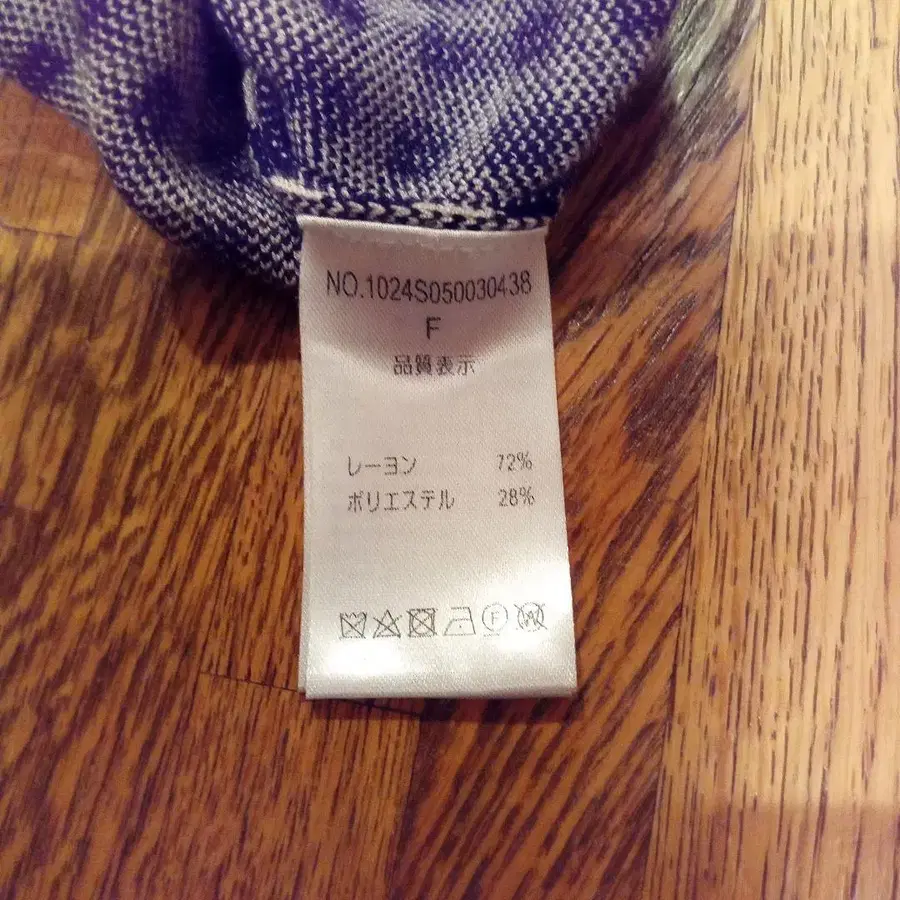 NO.1024S050030438
F
品質表示
レーヨン 72%
ポリエステル 28%
F W